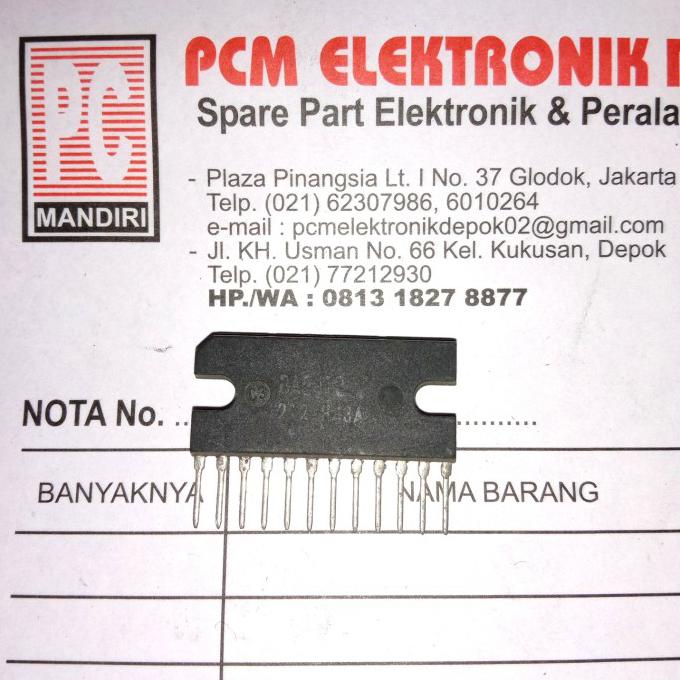 PC
MANDIRI
PCM ELEKTRONIK
Spare Part Elektronik & Perala
- Plaza Pinangsia Lt. I No. 37 Glodok, Jakarta
Telp. (021) 62307986, 6010264
e-mail : pcmelektronikdepok02@gmail.com
- Jl. KH. Usman No. 66 Kel. Kukusan, Depok
Telp. (021) 77212930
HP./WA : 0813 1827 8877
NOTA No.
BANYAKNYA
NAMA BARANG